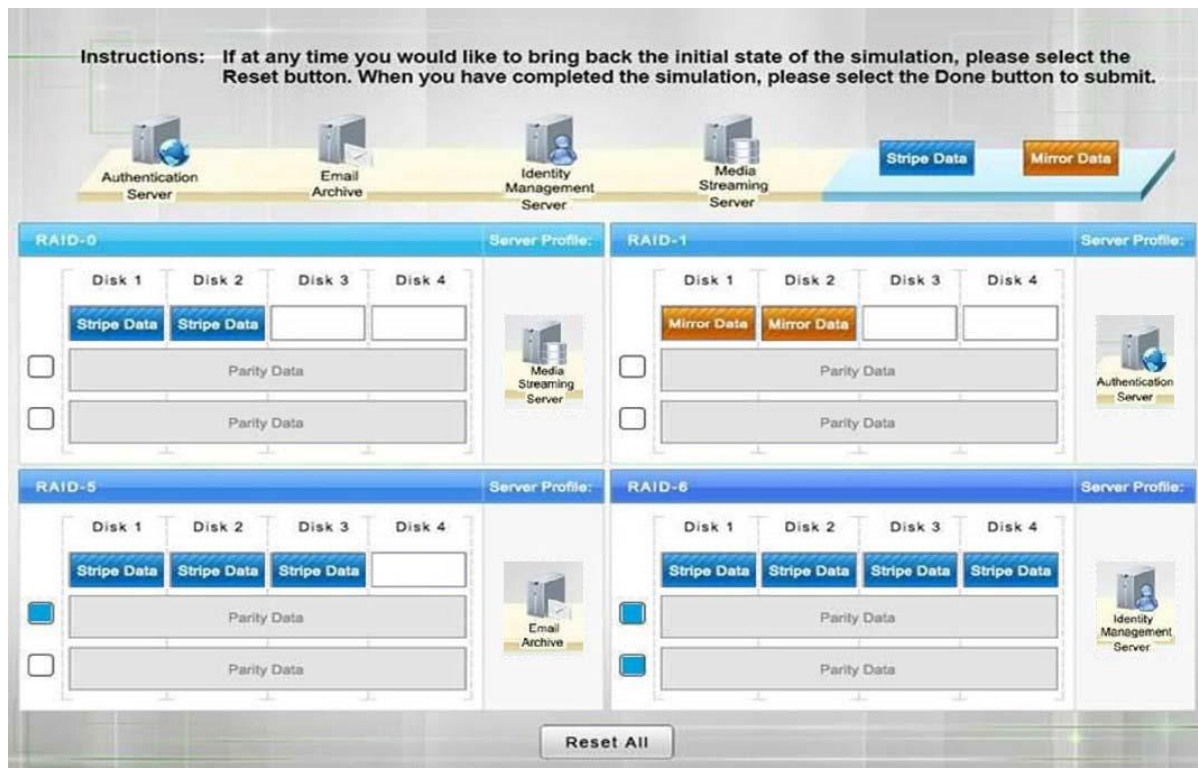 Instructions: If at any time you would like to bring back the initial state of the simulation, please select the
Reset button. When you have completed the simulation, please select the Done button to submit.
Authentication
Server
Email
Archive
Identity
Management
Server
Media
Streaming
Server
Stripe Data
Mirror Data
RAID-0
Server Profile:
Disk 1 Disk 2 Disk 3 Disk 4
Stripe Data Stripe Data
Parity Data
Parity Data
Media
Streaming
Server
RAID-1
Server Profile:
Disk 1 Disk 2 Disk 3 Disk 4
Mirror Data Mirror Data
Parity Data
Parity Data
Authentication
Server
RAID-5
Server Profile:
Disk 1 Disk 2 Disk 3 Disk 4
Stripe Data Stripe Data Stripe Data
Parity Data
Parity Data
Email
Archive
RAID-6
Server Profile:
Disk 1 Disk 2 Disk 3 Disk 4
Stripe Data Stripe Data Stripe Data Stripe Data
Parity Data
Parity Data
Identity
Management
Server
Reset All